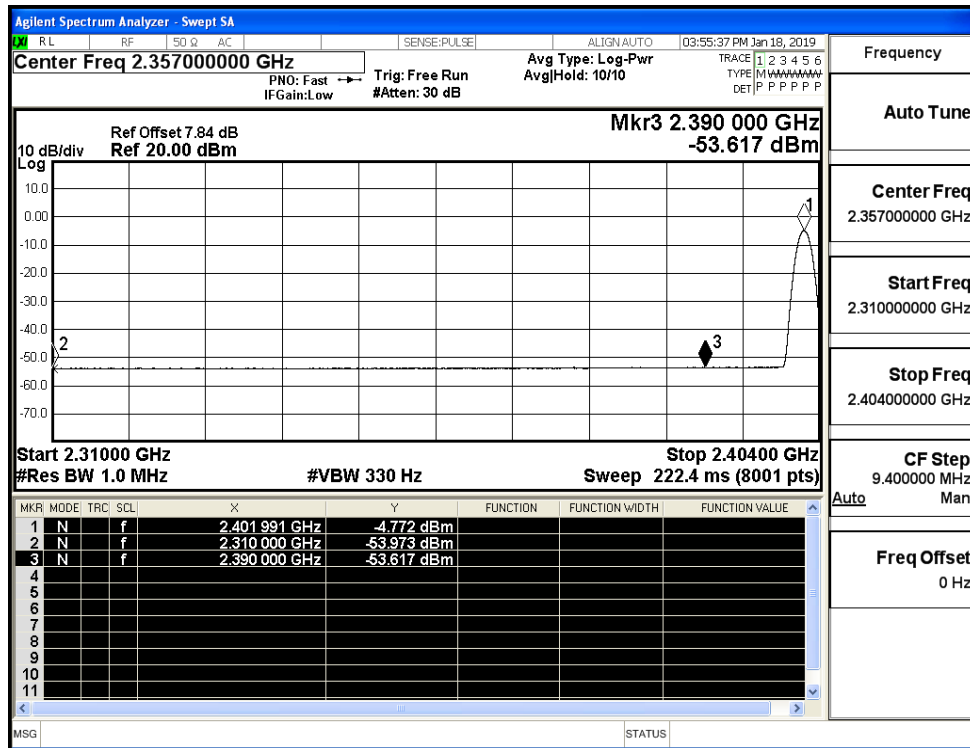 Agilent Spectrum Analyzer - Swept SA
LXI RL RF 50 Ω AC SENSE:PULSE ALIGN AUTO 03:55:37 PM Jan 18, 2019
Center Freq 2.357000000 GHz
PNO: Fast
IFGain:Low
Trig: Free Run
#Atten: 30 dB
Avg Type: Log-Pwr
Avg|Hold: 10/10
TRACE 1 2 3 4 5 6
TYPE M WWWWW
DET P P P P P P
Mkr3 2.390 000 GHz
-53.617 dBm
Ref Offset 7.84 dB
10 dB/div Ref 20.00 dBm
Log
10.0
0.00
-10.0
-20.0
-30.0
-40.0
-50.0
-60.0
-70.0
1
2
3
Start 2.31000 GHz Stop 2.40400 GHz
#Res BW 1.0 MHz #VBW 330 Hz Sweep 222.4 ms (8001 pts)
MKR MODE TRC SCL X Y FUNCTION FUNCTION WIDTH FUNCTION VALUE
1 N f 2.401 991 GHz -4.772 dBm
2 N f 2.310 000 GHz -53.973 dBm
3 N f 2.390 000 GHz -53.617 dBm
4
5
6
7
8
9
10
11
MSG STATUS
Frequency
Auto Tune
Center Freq
2.357000000 GHz
Start Freq
2.310000000 GHz
Stop Freq
2.404000000 GHz
CF Step
9.400000 MHz
Auto Man
Freq Offset
0 Hz